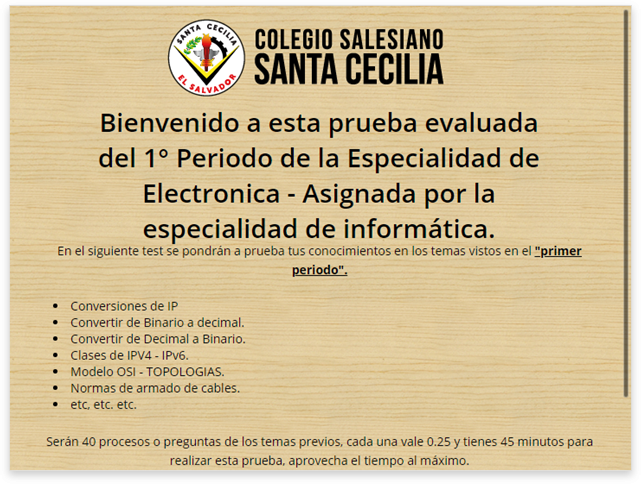 SANTA CECILIA
EL SALVADOR
COLEGIO SALESIANO
SANTA CECILIA
Bienvenido a esta prueba evaluada
del 1° Periodo de la Especialidad de
Electronica - Asignada por la
especialidad de informática.
En el siguiente test se pondrán a prueba tus conocimientos en los temas vistos en el "primer
periodo".
• Conversiones de IP
• Convertir de Binario a decimal.
• Convertir de Decimal a Binario.
• Clases de IPV4 - IPv6.
• Modelo OSI - TOPOLOGIAS.
• Normas de armado de cables.
• etc, etc. etc.
Serán 40 procesos o preguntas de los temas previos, cada una vale 0.25 y tienes 45 minutos para
realizar esta prueba, aprovecha el tiempo al máximo.